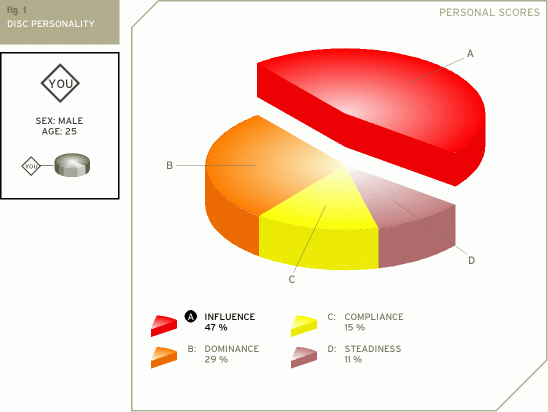 Fig. 1
DISC PERSONALITY
PERSONAL SCORES
YOU
SEX: MALE
AGE: 25
YOU
A
B
C
D
A INFLUENCE
47 %
C: COMPLIANCE
15 %
B: DOMINANCE
29 %
D: STEADINESS
11 %